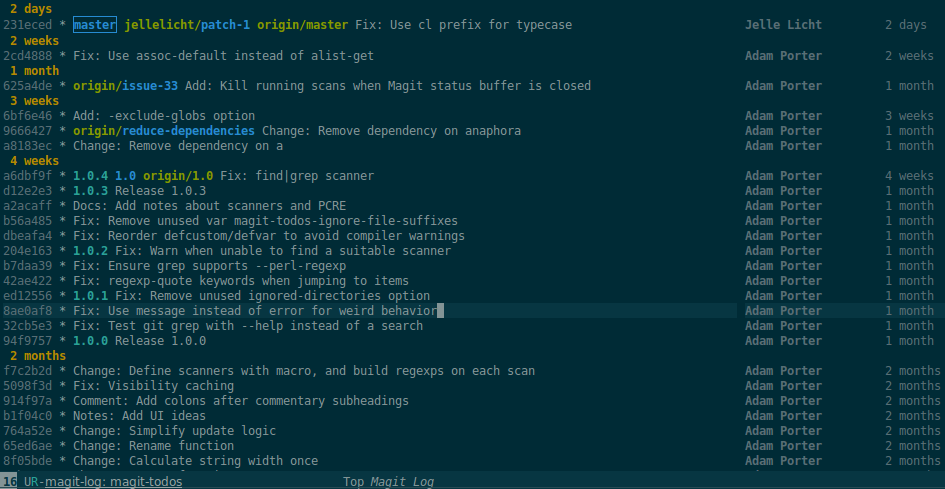 2 days
231eced * master jellelicht/patch-1 origin/master Fix: Use cl prefix for typecase Jelle Licht 2 days
2 weeks
2cd4888 * Fix: Use assoc-default instead of alist-get Adam Porter 2 weeks
1 month
625a4de * origin/issue-33 Add: Kill running scans when Magit status buffer is closed Adam Porter 1 month
3 weeks
6bf6e46 * Add: -exclude-globs option Adam Porter 3 weeks
9666427 * origin/reduce-dependencies Change: Remove dependency on anaphora Adam Porter 1 month
a8183ec * Change: Remove dependency on a Adam Porter 1 month
4 weeks
a6dbf9f * 1.0.4 1.0 origin/1.0 Fix: find|grep scanner Adam Porter 4 weeks
d12e2e3 * 1.0.3 Release 1.0.3 Adam Porter 1 month
a2acaff * Docs: Add notes about scanners and PCRE Adam Porter 1 month
b56a485 * Fix: Remove unused var magit-todos-ignore-file-suffixes Adam Porter 1 month
dbeafa4 * Fix: Reorder defcustom/defvar to avoid compiler warnings Adam Porter 1 month
204e163 * 1.0.2 Fix: Warn when unable to find a suitable scanner Adam Porter 1 month
b7daa39 * Fix: Ensure grep supports --perl-regexp Adam Porter 1 month
42ae422 * Fix: regexp-quote keywords when jumping to items Adam Porter 1 month
ed12556 * 1.0.1 Fix: Remove unused ignored-directories option Adam Porter 1 month
8ae0af8 * Fix: Use message instead of error for weird behavior Adam Porter 1 month
32cb5e3 * Fix: Test git grep with --help instead of a search Adam Porter 1 month
94f9757 * 1.0.0 Release 1.0.0 Adam Porter 1 month
2 months
f7c2b2d * Change: Define scanners with macro, and build regexps on each scan Adam Porter 2 months
5098f3d * Fix: Visibility caching Adam Porter 2 months
914f97a * Comment: Add colons after commentary subheadings Adam Porter 2 months
b1f04c0 * Notes: Add UI ideas Adam Porter 2 months
764a52e * Change: Simplify update logic Adam Porter 2 months
65ed6ae * Change: Rename function Adam Porter 2 months
8f05bde * Change: Calculate string width once Adam Porter 2 months
16 UR-magit-log: magit-todos Top Magit Log